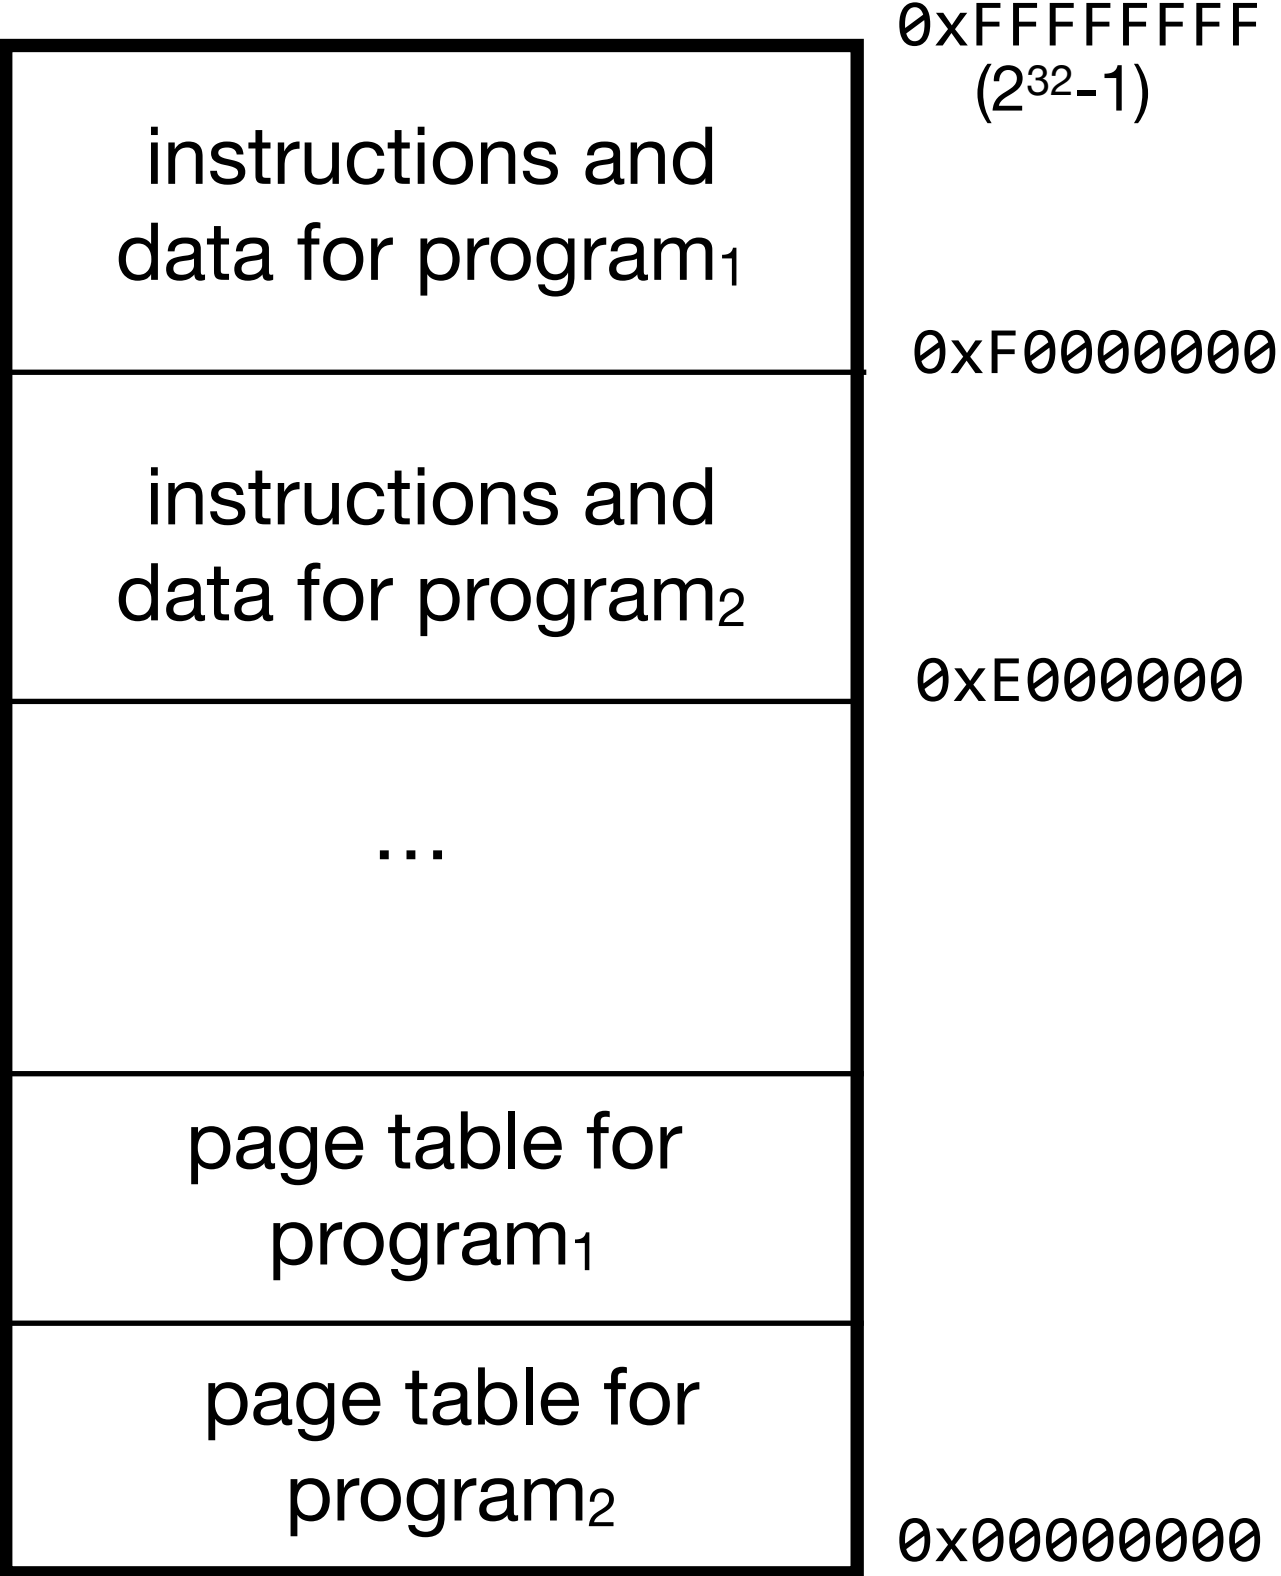 0xFFFFFFFF
(2³²-1)
instructions and
data for program₁
0xF0000000
instructions and
data for program₂
0xE000000
...
page table for
program₁
page table for
program₂
0x00000000